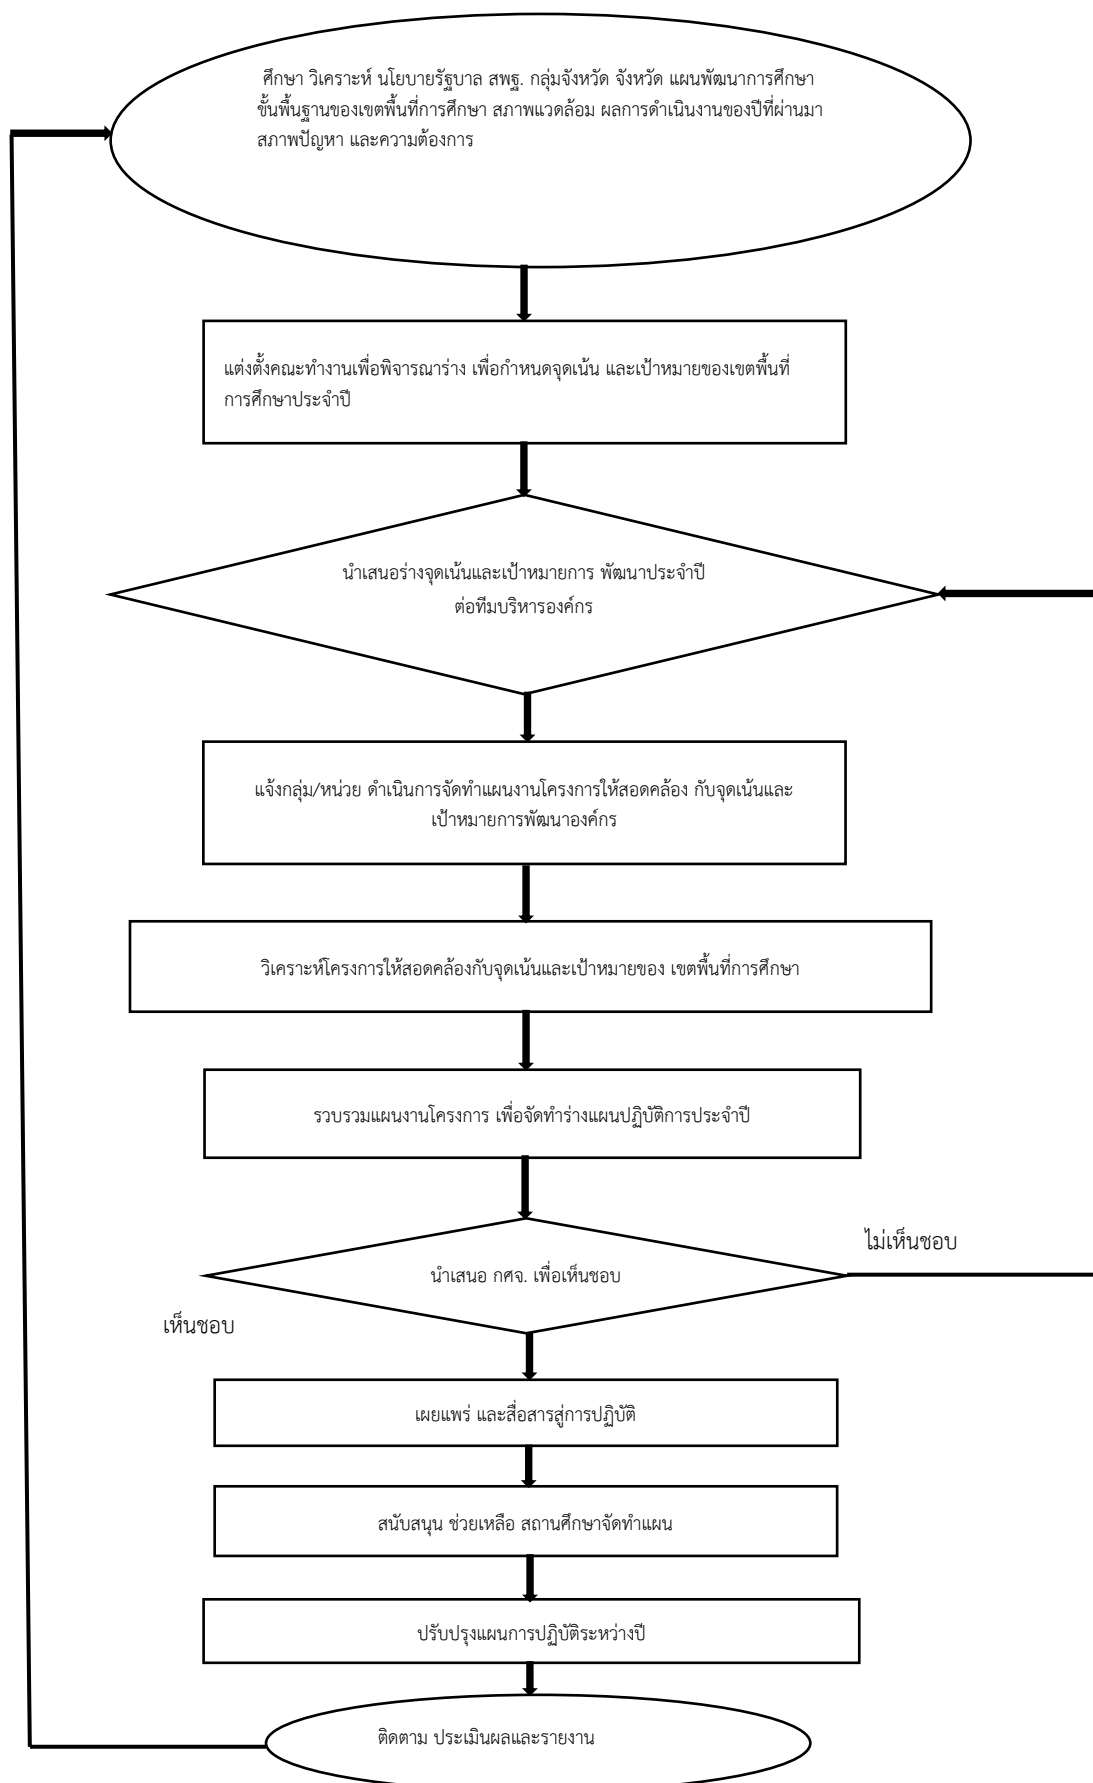 ศึกษา วิเคราะห์ นโยบายรัฐบาล สพฐ. กลุ่มจังหวัด จังหวัด แผนพัฒนาการศึกษา
ขั้นพื้นฐานของเขตพื้นที่การศึกษา สภาพแวดล้อม ผลการดำเนินงานของปีที่ผ่านมา
สภาพปัญหา และความต้องการ
แต่งตั้งคณะทำงานเพื่อพิจารณาร่าง เพื่อกำหนดจุดเน้น และเป้าหมายของเขตพื้นที่
การศึกษาประจำปี
นำเสนอร่างจุดเน้นและเป้าหมายการ พัฒนาประจำปี
ต่อทีมบริหารองค์กร
แจ้งกลุ่ม/หน่วย ดำเนินการจัดทำแผนงานโครงการให้สอดคล้อง กับจุดเน้นและ
เป้าหมายการพัฒนาองค์กร
วิเคราะห์โครงการให้สอดคล้องกับจุดเน้นและเป้าหมายของ เขตพื้นที่การศึกษา
รวบรวมแผนงานโครงการ เพื่อจัดทำร่างแผนปฏิบัติการประจำปี
ไม่เห็นชอบ
นำเสนอ กศจ. เพื่อเห็นชอบ
เห็นชอบ
เผยแพร่ และสื่อสารสู่การปฏิบัติ
สนับสนุน ช่วยเหลือ สถานศึกษาจัดทำแผน
ปรับปรุงแผนการปฏิบัติระหว่างปี
ติดตาม ประเมินผลและรายงาน